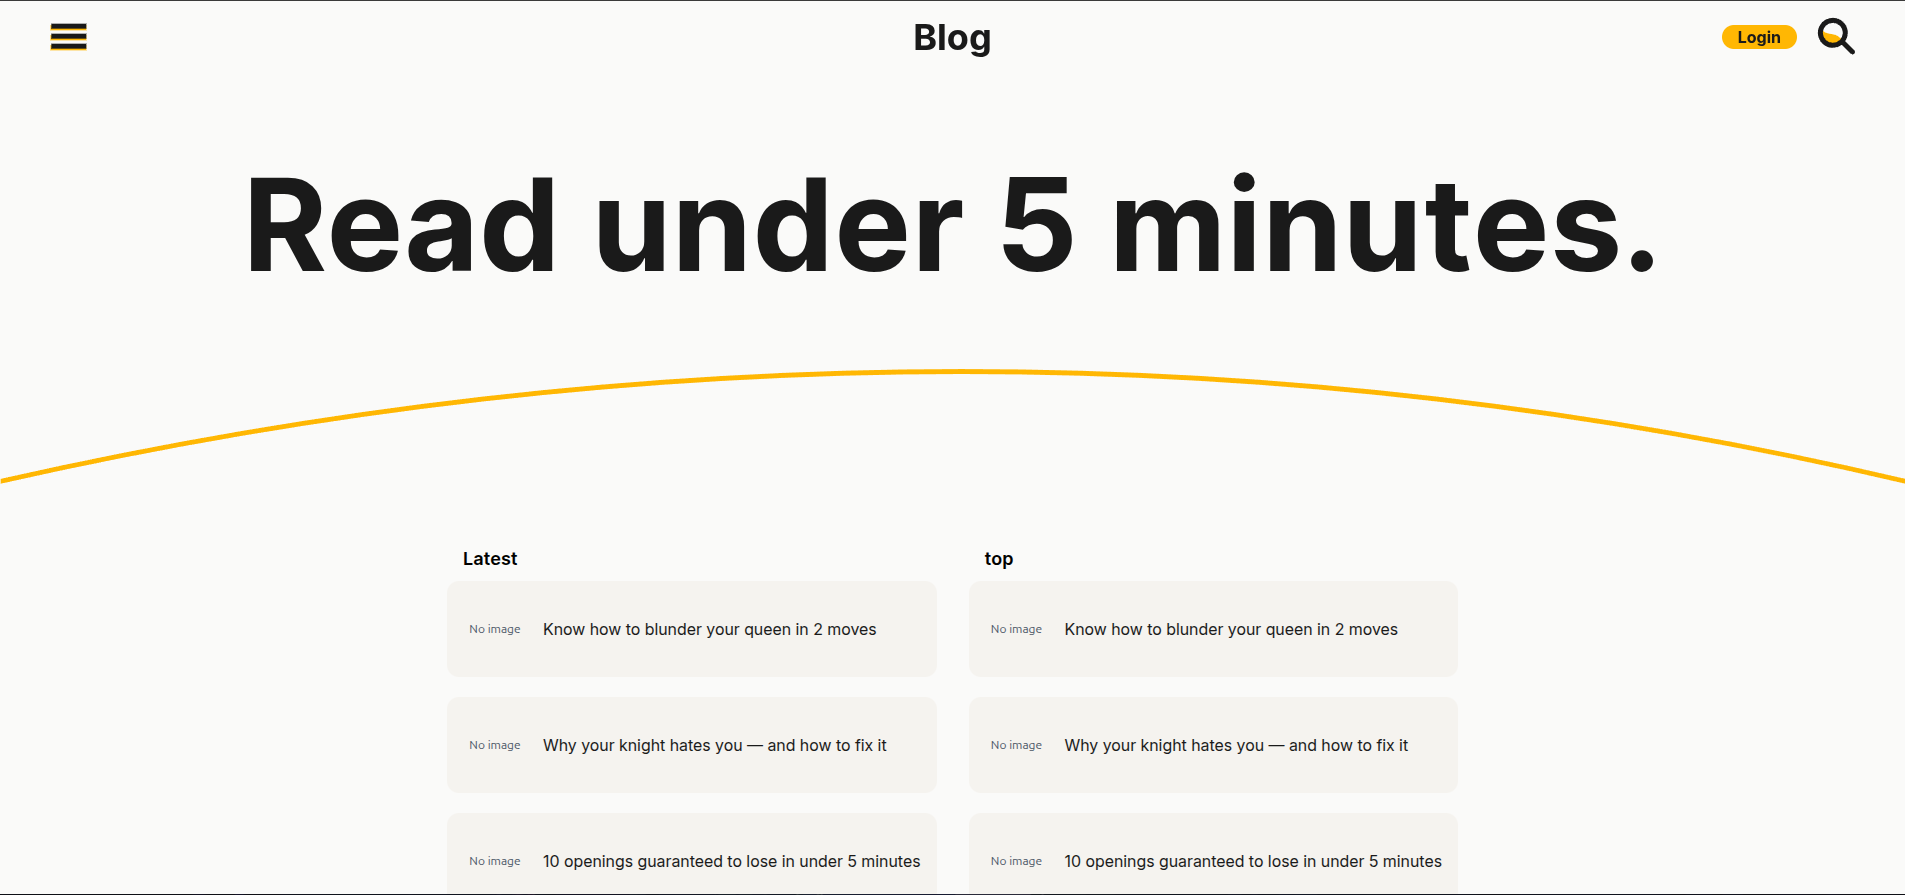 Blog
Login
Read under 5 minutes.
Latest
No image
Know how to blunder your queen in 2 moves
No image
Why your knight hates you — and how to fix it
No image
10 openings guaranteed to lose in under 5 minutes
top
No image
Know how to blunder your queen in 2 moves
No image
Why your knight hates you — and how to fix it
No image
10 openings guaranteed to lose in under 5 minutes